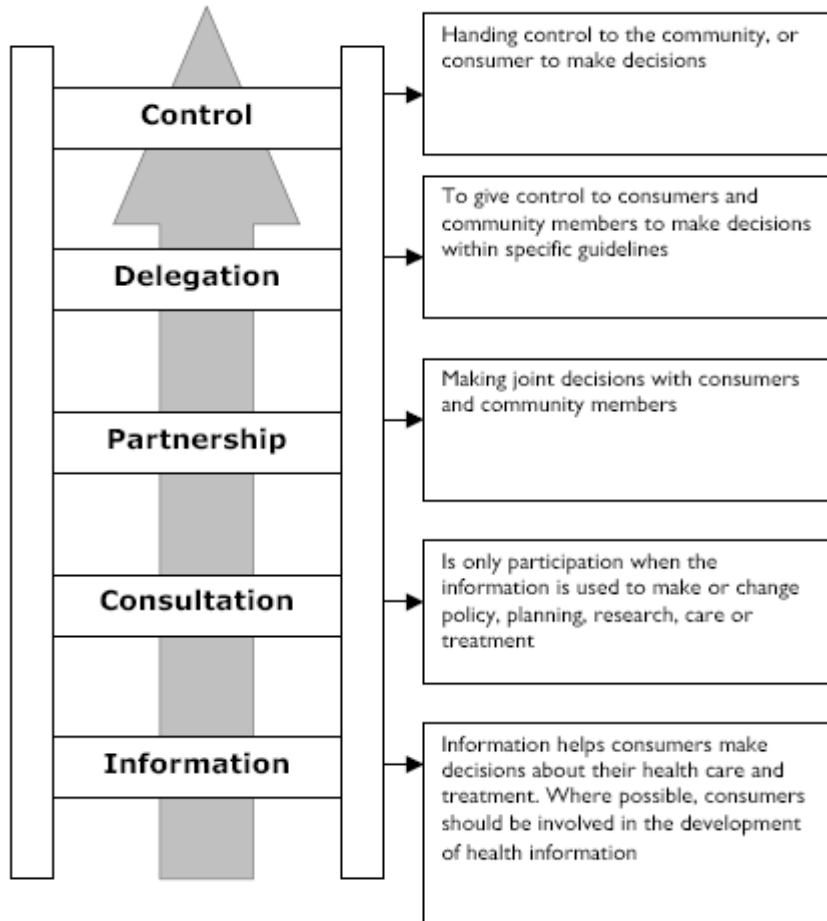 Control
Handing control to the community, or
consumer to make decisions
Delegation
To give control to consumers and
community members to make decisions
within specific guidelines
Partnership
Making joint decisions with consumers
and community members
Consultation
Is only participation when the
information is used to make or change
policy, planning, research, care or
treatment
Information
Information helps consumers make
decisions about their health care and
treatment. Where possible, consumers
should be involved in the development
of health information